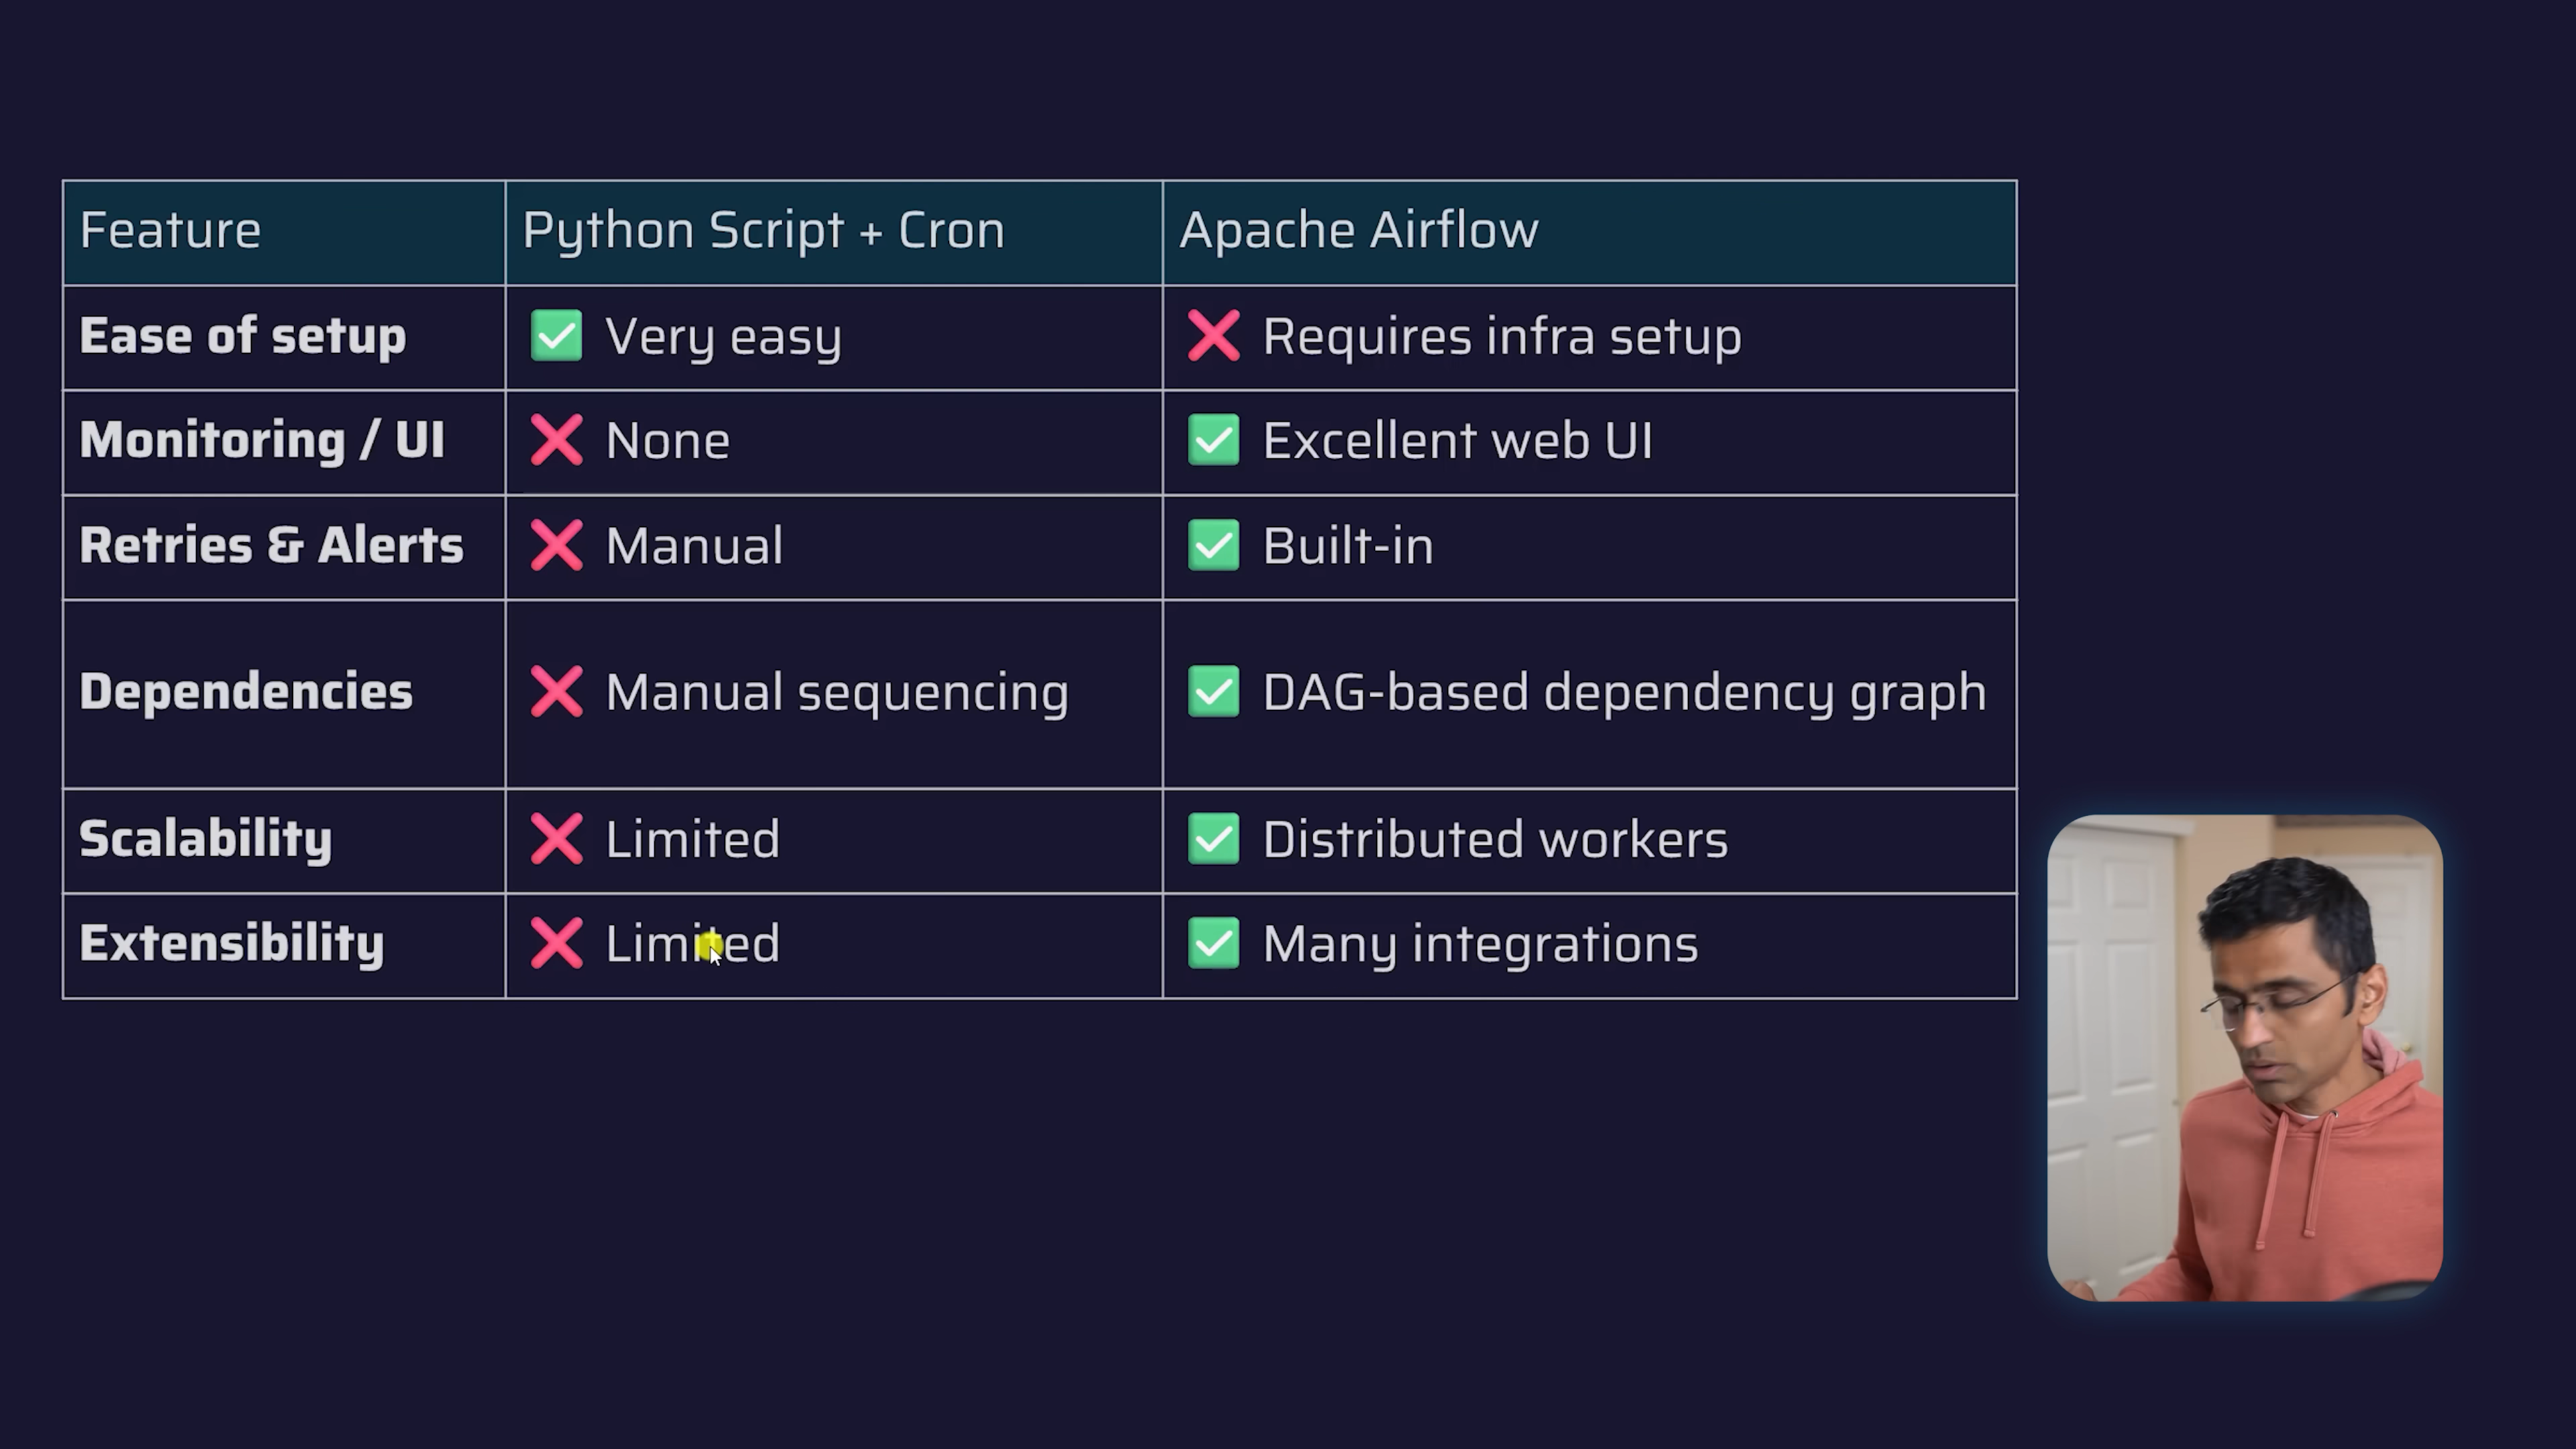 Feature Python Script + Cron Apache Airflow
Ease of setup ✅ Very easy ❌ Requires infra setup
Monitoring / UI ❌ None ✅ Excellent web UI
Retries & Alerts ❌ Manual ✅ Built-in
Dependencies ❌ Manual sequencing ✅ DAG-based dependency graph
Scalability ❌ Limited ✅ Distributed workers
Extensibility ❌ Limited ✅ Many integrations